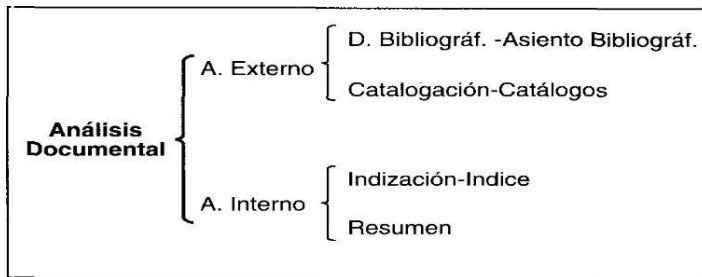 D. Bibliográf. -Asiento Bibliográf.
A. Externo
Catalogación-Catálogos
Análisis
Documental
Indización-Indice
A. Interno
Resumen